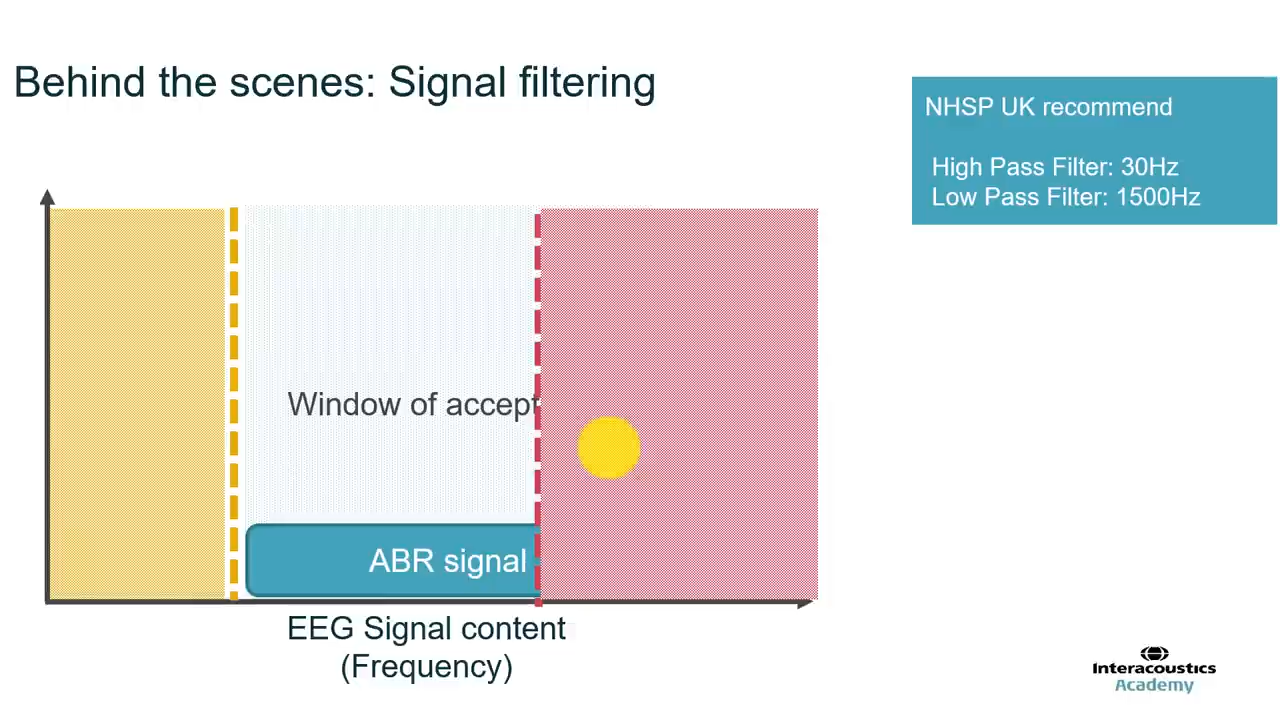 Behind the scenes: Signal filtering
NHSP UK recommend
High Pass Filter: 30Hz
Low Pass Filter: 1500Hz
Window of accept
ABR signal
EEG Signal content
(Frequency)
Interacoustics
Academy